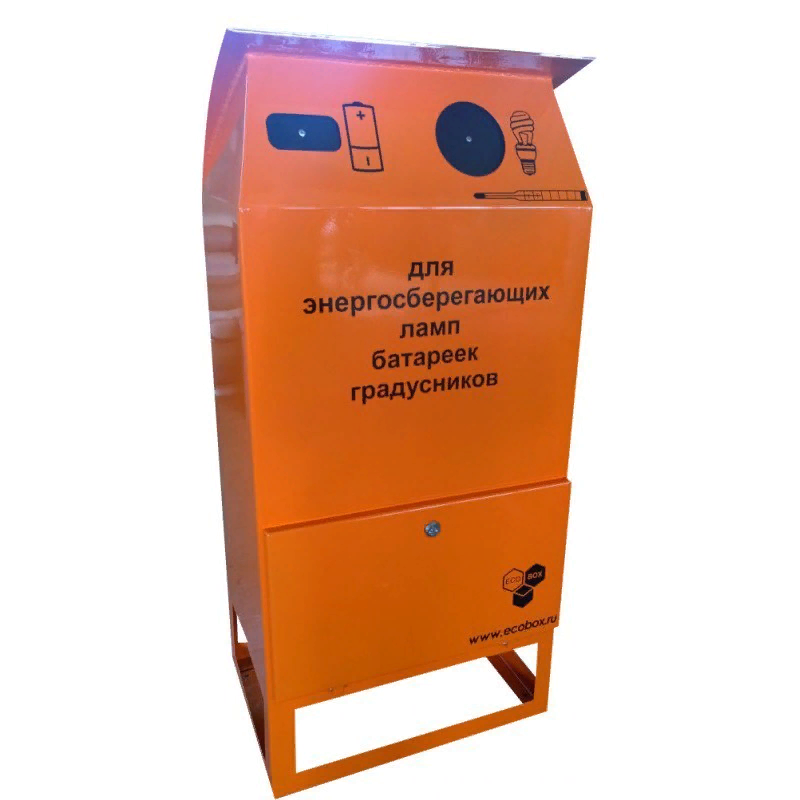 +
-
для
энергосберегающих
ламп
батареек
градусников
ECO BOX
www.ecobox.ru